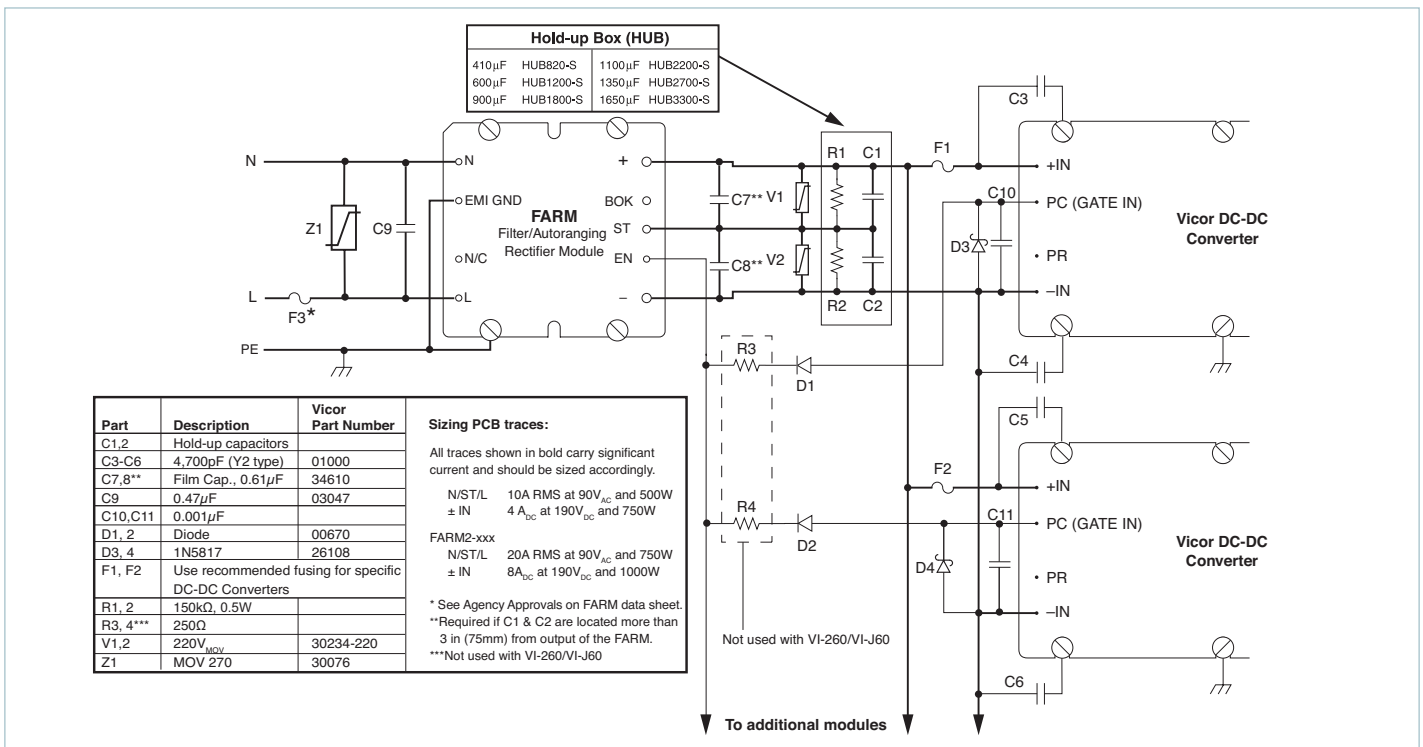 Hold-up Box (HUB)
410µF HUB820-S 1100µF HUB2200-S
600µF HUB1200-S 1350µF HUB2700-S
900µF HUB1800-S 1650µF HUB3300-S
C3
N
N
+
R1 C1
F1
+IN
EMI GND
BOK
C7** V1
C10
PC (GATE IN)
FARM
Filter/Autoranging
Rectifier Module
Z1
C9
ST
D3
Vicor DC-DC
Converter
N/C
EN
C8** V2
PR
L
L
–
R2 C2
–IN
F3*
PE
R3
D1
C4
C5
F2
+IN
R4
D2
C11
PC (GATE IN)
D4
Vicor DC-DC
Converter
PR
–IN
Not used with VI-260/VI-J60
C6
To additional modules
Part Description Vicor Part Number
C1,2 Hold-up capacitors
C3-C6 4,700pF (Y2 type) 01000
C7,8** Film Cap., 0.61µF 34610
C9 0.47µF 03047
C10,C11 0.001µF
D1, 2 Diode 00670
D3, 4 1N5817 26108
F1, F2 Use recommended fusing for specific
DC-DC Converters
R1, 2 150kΩ, 0.5W
R3, 4*** 250Ω
V1,2 220VMOV 30234-220
Z1 MOV 270 30076
Sizing PCB traces:
All traces shown in bold carry significant
current and should be sized accordingly.
N/ST/L 10A RMS at 90VAC and 500W
± IN 4 ADC at 190VDC and 750W
FARM2-xxx
N/ST/L 20A RMS at 90VAC and 750W
± IN 8ADC at 190VDC and 1000W
* See Agency Approvals on FARM data sheet.
**Required if C1 & C2 are located more than
3 in (75mm) from output of the FARM.
***Not used with VI-260/VI-J60